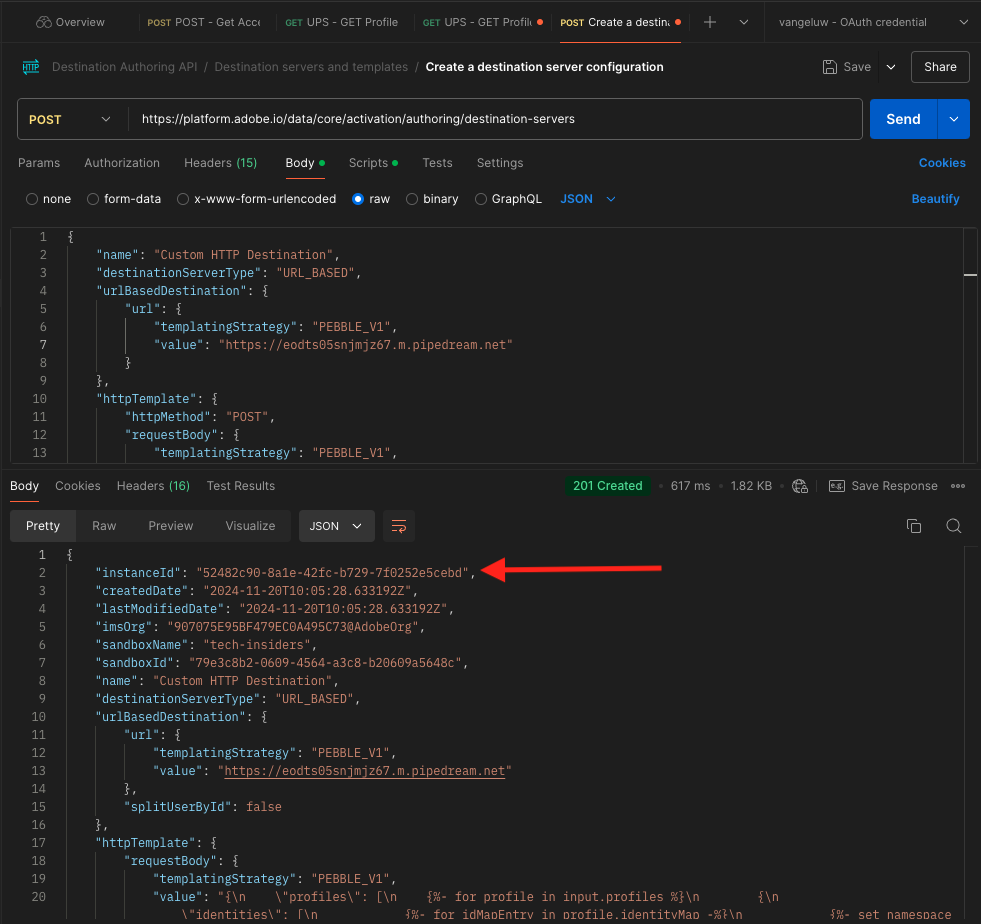 Overview POST POST - Get Acce GET UPS - GET Profile GET UPS - GET Profil POST Create a destina vangeluw - OAuth credential
HTTP Destination Authoring API / Destination servers and templates / Create a destination server configuration Save Share
POST https://platform.adobe.io/data/core/activation/authoring/destination-servers Send
Params Authorization Headers (15) Body Scripts Tests Settings Cookies
none form-data x-www-form-urlencoded raw binary GraphQL JSON Beautify
1 {
2 "name": "Custom HTTP Destination",
3 "destinationServerType": "URL_BASED",
4 "urlBasedDestination": {
5 "url": {
6 "templatingStrategy": "PEBBLE_V1",
7 "value": "https://eodts05snjmjz67.m.pipedream.net"
8 }
9 },
10 "httpTemplate": {
11 "httpMethod": "POST",
12 "requestBody": {
13 "templatingStrategy": "PEBBLE_V1",
Body Cookies Headers (16) Test Results 201 Created 617 ms 1.82 KB e.g. Save Response
Pretty Raw Preview Visualize JSON
1 {
2 "instanceId": "52482c90-8a1e-42fc-b729-7f0252e5cebd",
3 "createdDate": "2024-11-20T10:05:28.633192Z",
4 "lastModifiedDate": "2024-11-20T10:05:28.633192Z",
5 "imsOrg": "907075E95BF479EC0A495C73@AdobeOrg",
6 "sandboxName": "tech-insiders",
7 "sandboxId": "79e3c8b2-0609-4564-a3c8-b20609a5648c",
8 "name": "Custom HTTP Destination",
9 "destinationServerType": "URL_BASED",
10 "urlBasedDestination": {
11 "url": {
12 "templatingStrategy": "PEBBLE_V1",
13 "value": "https://eodts05snjmjz67.m.pipedream.net"
14 },
15 "splitUserById": false
16 },
17 "httpTemplate": {
18 "requestBody": {
19 "templatingStrategy": "PEBBLE_V1",
20 "value": "{\n \"profiles\": [\n {%- for profile in input.profiles %}\n {\n
\"identities\": [\n {%- for idMapEntry in profile.identityMap -%}\n {%- set namespace